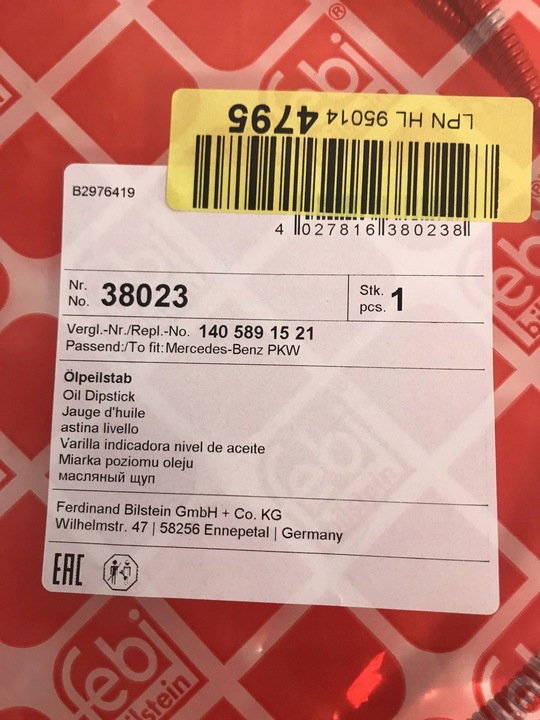 LPN HL 95014 4795
B2976419
4 027816 380238
Nr.
No. 38023
Stk.
pcs. 1
Vergl.-Nr./Repl.-No. 140 589 15 21
Passend:/To fit:Mercedes-Benz PKW
Ölpeilstab
Oil Dipstick
Jauge d'huile
astina livello
Varilla indicadora nivel de aceite
Miarka poziomu oleju
масляный щуп
Ferdinand Bilstein GmbH + Co. KG
Wilhelmstr. 47 | 58256 Ennepetal | Germany
EAC
febi
bilstein
febi
ebi
ebi
bilstein